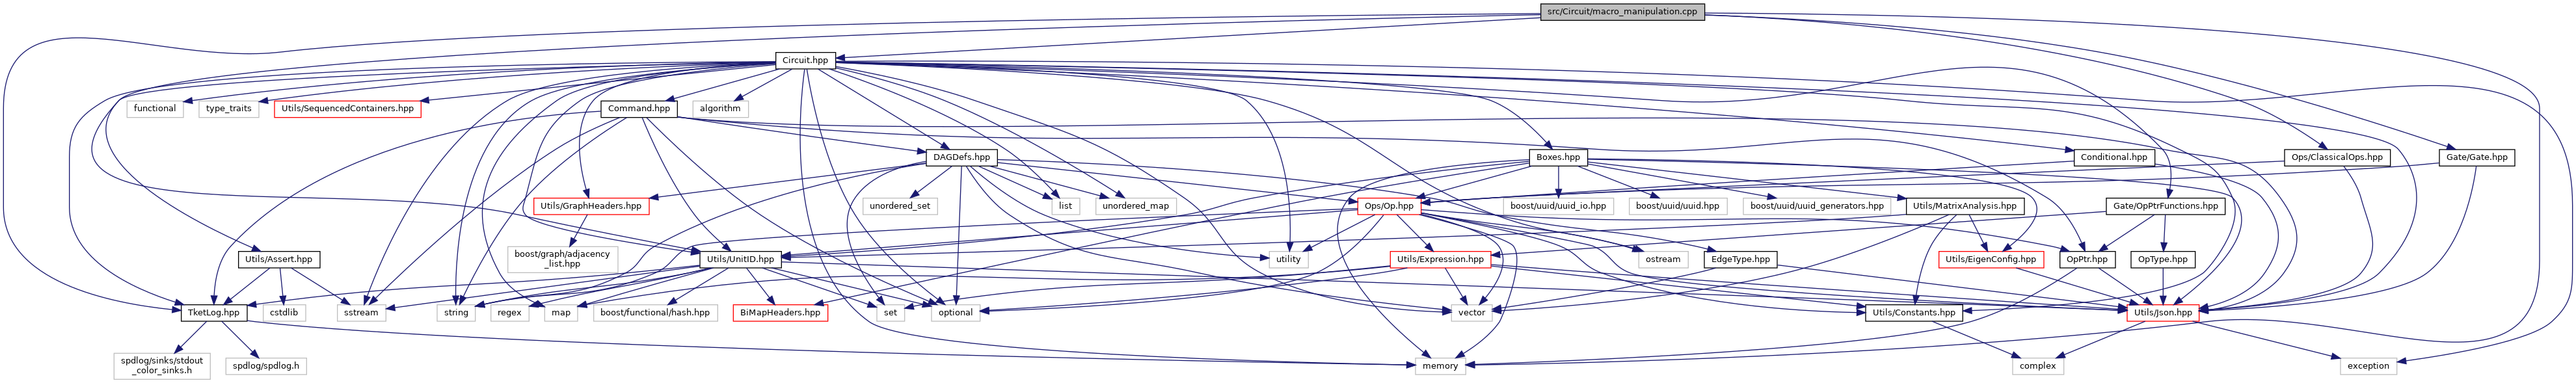 src/Circuit/macro_manipulation.cpp
Circuit.hpp
functional
type_traits
Utils/SequencedContainers.hpp
Command.hpp
algorithm
DAGDefs.hpp
Boxes.hpp
Conditional.hpp
Ops/ClassicalOps.hpp
Gate/Gate.hpp
Utils/GraphHeaders.hpp
unordered_set
list
unordered_map
Ops/Op.hpp
boost/uuid/uuid_io.hpp
boost/uuid/uuid.hpp
boost/uuid/uuid_generators.hpp
Utils/MatrixAnalysis.hpp
Gate/OpPtrFunctions.hpp
Utils/Assert.hpp
boost/graph/adjacency
_list.hpp
Utils/UnitID.hpp
utility
Utils/Expression.hpp
ostream
EdgeType.hpp
Utils/EigenConfig.hpp
OpPtr.hpp
OpType.hpp
TketLog.hpp
cstdlib
sstream
string
regex
map
boost/functional/hash.hpp
BiMapHeaders.hpp
set
optional
vector
Utils/Constants.hpp
Utils/Json.hpp
spdlog/sinks/stdout
_color_sinks.h
spdlog/spdlog.h
memory
complex
exception